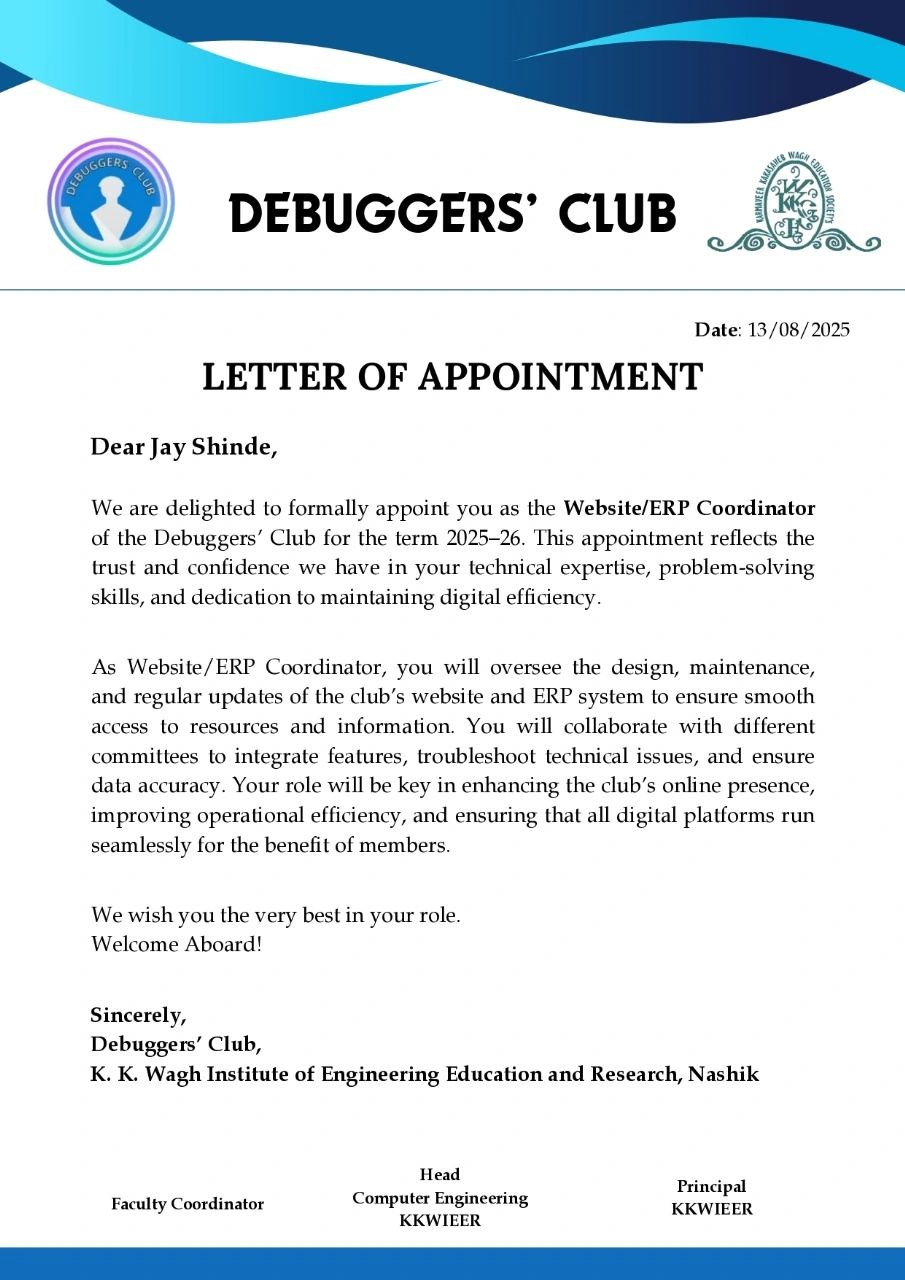 DEBUGGERS CLUB
DEBUGGERS’ CLUB
KARMAVEER KAKASAHEB WAGH EDUCATION SOCIETY
Date: 13/08/2025
LETTER OF APPOINTMENT
Dear Jay Shinde,
We are delighted to formally appoint you as the Website/ERP Coordinator
of the Debuggers’ Club for the term 2025–26. This appointment reflects the
trust and confidence we have in your technical expertise, problem-solving
skills, and dedication to maintaining digital efficiency.
As Website/ERP Coordinator, you will oversee the design, maintenance,
and regular updates of the club’s website and ERP system to ensure smooth
access to resources and information. You will collaborate with different
committees to integrate features, troubleshoot technical issues, and ensure
data accuracy. Your role will be key in enhancing the club’s online presence,
improving operational efficiency, and ensuring that all digital platforms run
seamlessly for the benefit of members.
We wish you the very best in your role.
Welcome Aboard!
Sincerely,
Debuggers’ Club,
K. K. Wagh Institute of Engineering Education and Research, Nashik
Faculty Coordinator
Head
Computer Engineering
KKWIEER
Principal
KKWIEER